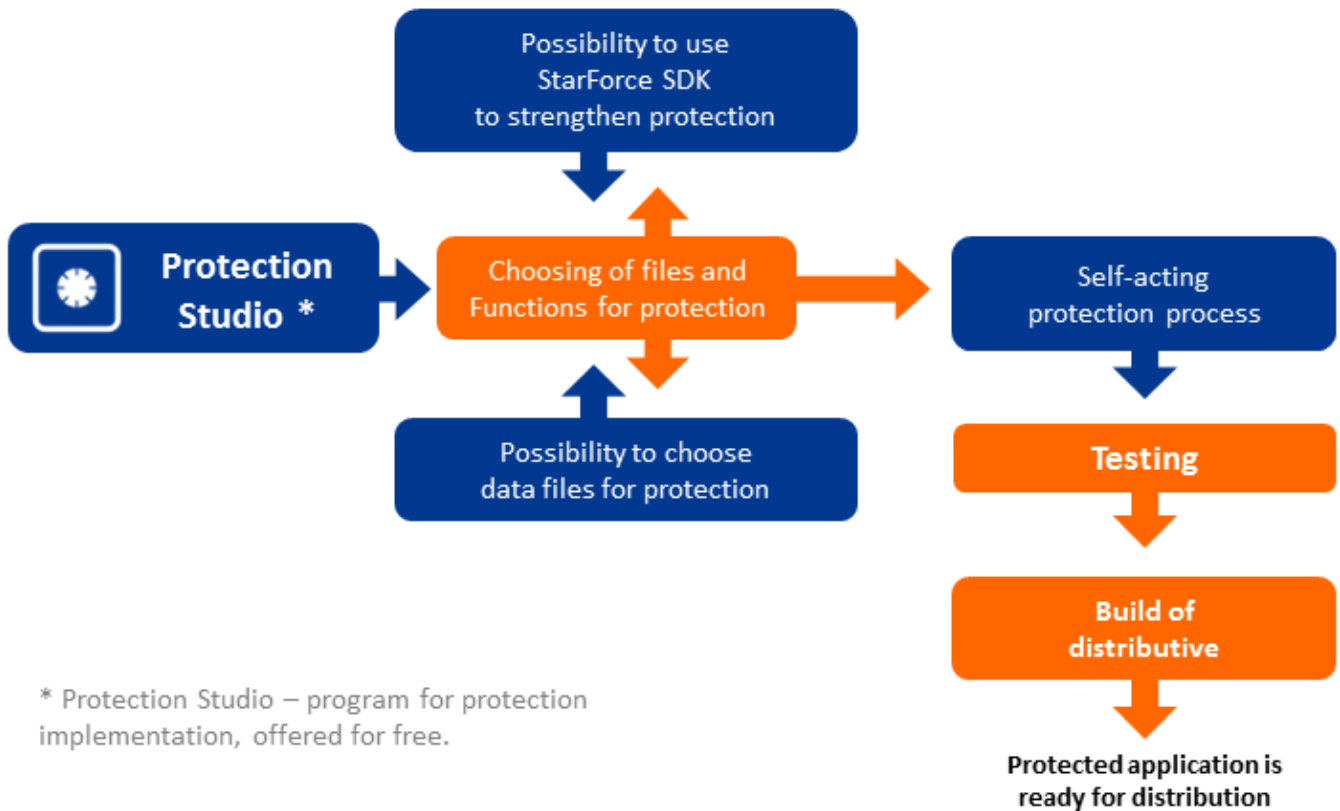 Possibility to use
StarForce SDK
to strengthen protection
Protection
Studio *
Choosing of files and
Functions for protection
Self-acting
protection process
Possibility to choose
data files for protection
Testing
Build of
distributive
* Protection Studio – program for protection
implementation, offered for free.
Protected application is
ready for distribution